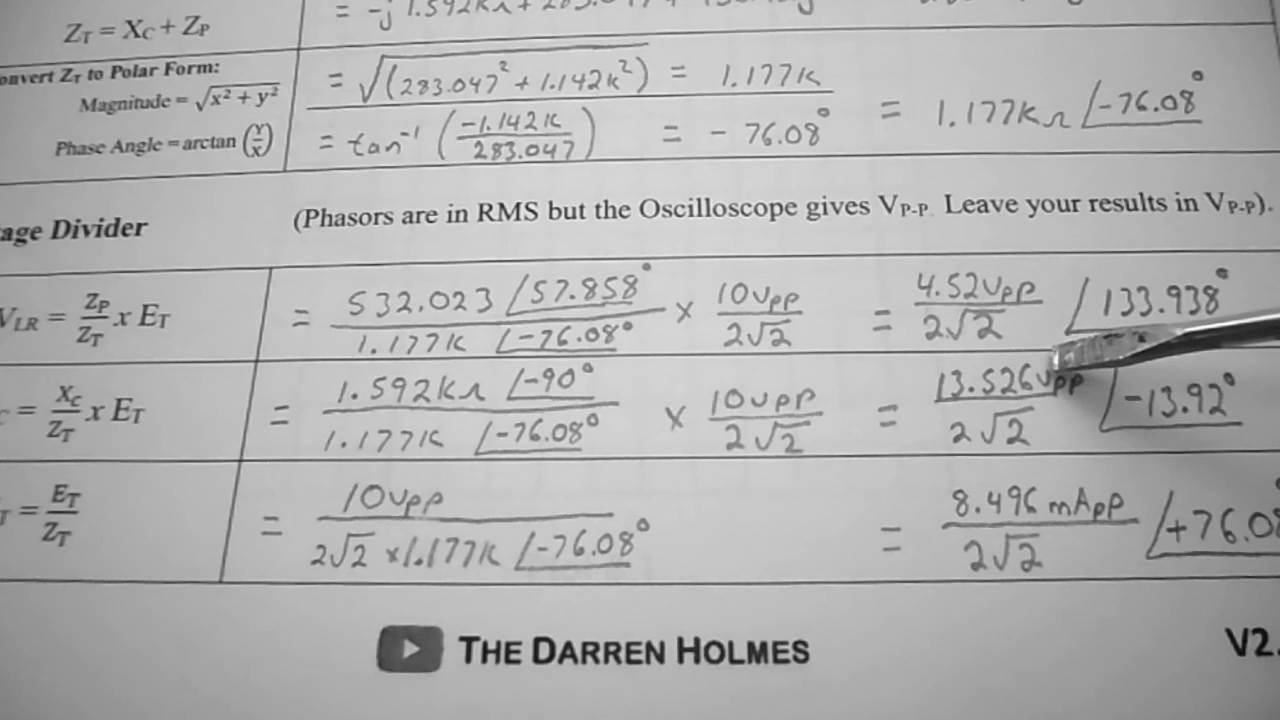 = -j 1.592KΩ +
Z_T = X_C + Z_P
onvert Z_T to Polar Form:
Magnitude = √x² + y² = √(283.047² + 1.142K²) = 1.177K
= 1.177KΩ /-76.08°
Phase Angle = arctan (Y/X) = tan⁻¹ (-1.142K / 283.047) = - 76.08°
age Divider (Phasors are in RMS but the Oscilloscope gives V_P-P. Leave your results in V_P-P).
V_LR = Z_P/Z_T x E_T = 532.023 /57.858° / 1.177K /-76.08° × 10Vpp / 2√2 = 4.52Vpp / 2√2 /133.938°
C = X_C/Z_T x E_T = 1.592KΩ /-90° / 1.177K /-76.08° × 10Vpp / 2√2 = 13.526Vpp / 2√2 /-13.92°
T = E_T/Z_T = 10Vpp / 2√2 × 1.177K /-76.08° = 8.496 mApp / 2√2 /+76.08
THE DARREN HOLMES
V2.